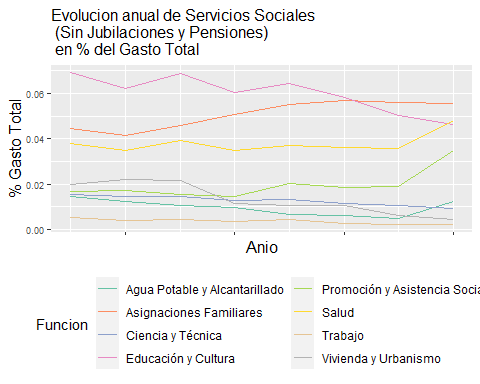 Evolucion anual de Servicios Sociales
(Sin Jubilaciones y Pensiones)
en % del Gasto Total
% Gasto Total
0.06
0.04
0.02
0.00
Anio
Funcion
Agua Potable y Alcantarillado
Asignaciones Familiares
Ciencia y Técnica
Educación y Cultura
Promoción y Asistencia Socia
Salud
Trabajo
Vivienda y Urbanismo